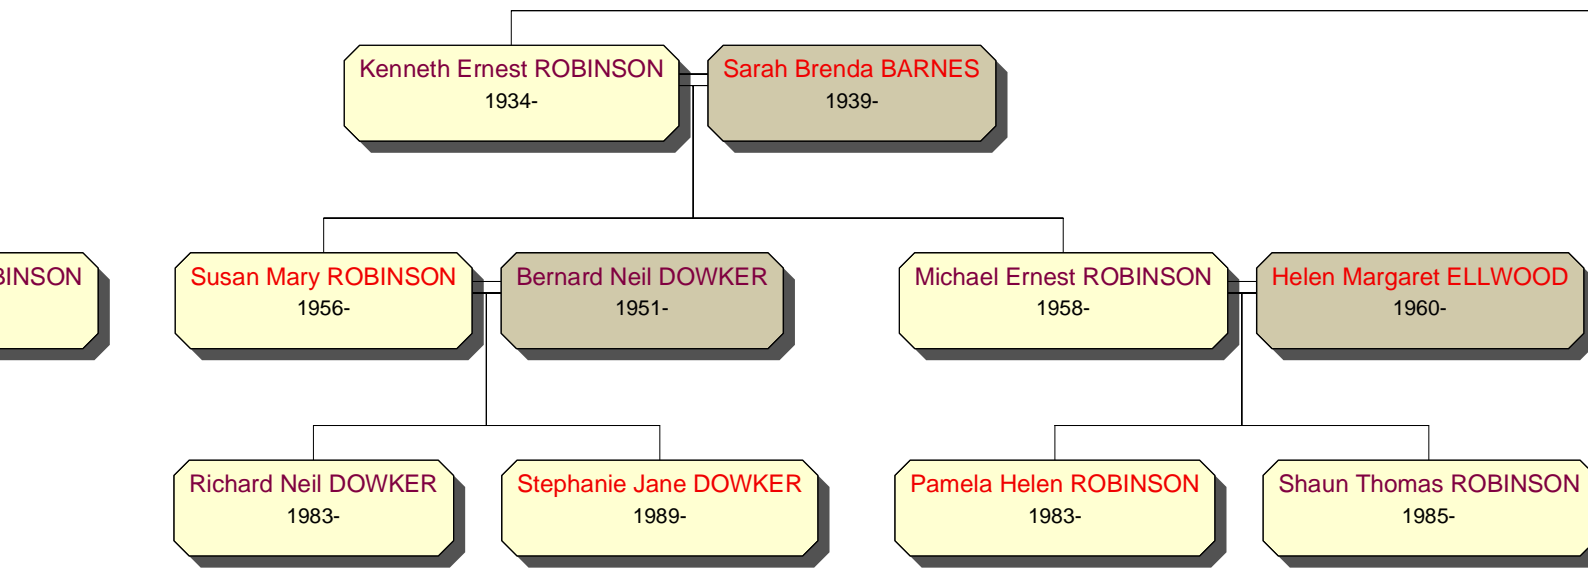 Kenneth Ernest ROBINSON
1934-
Sarah Brenda BARNES
1939-
Susan Mary ROBINSON
1956-
Bernard Neil DOWKER
1951-
Michael Ernest ROBINSON
1958-
Helen Margaret ELLWOOD
1960-
Richard Neil DOWKER
1983-
Stephanie Jane DOWKER
1989-
Pamela Helen ROBINSON
1983-
Shaun Thomas ROBINSON
1985-